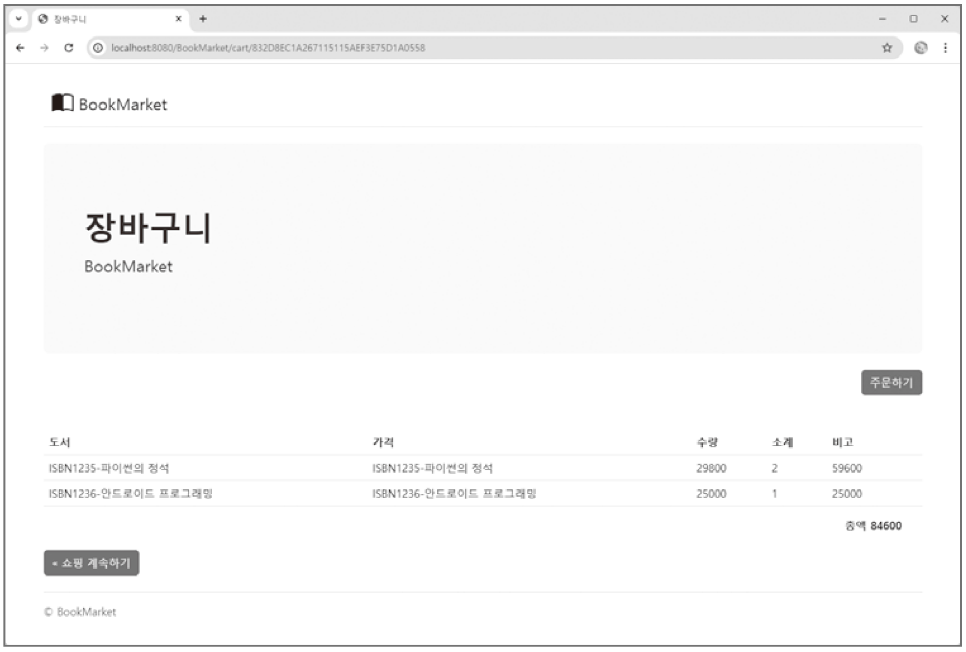 장바구니
localhost:8080/BookMarket/cart/832D8EC1A267115115AEF3E75D1A0558
BookMarket
장바구니
BookMarket
주문하기
도서 가격 수량 소계 비고
ISBN1235-파이썬의 정석 ISBN1235-파이썬의 정석 29800 2 59600
ISBN1236-안드로이드 프로그래밍 ISBN1236-안드로이드 프로그래밍 25000 1 25000
총액 84600
« 쇼핑 계속하기
© BookMarket